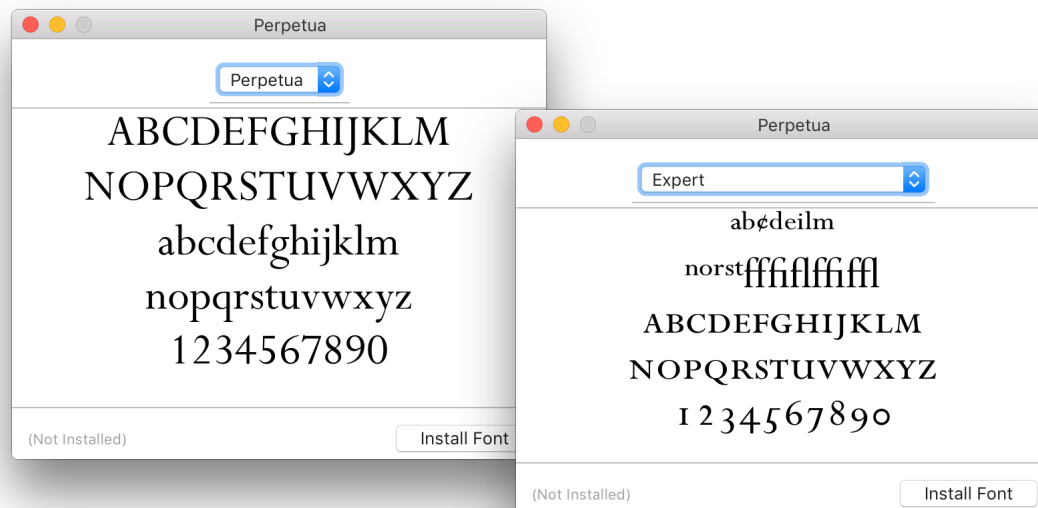 Perpetua
Perpetua
ABCDEFGHIJKLM
NOPQRSTUVWXYZ
abcdefghijklm
nopqrstuvwxyz
1234567890
(Not Installed)
Install Font
Perpetua
Expert
ab¢deilm
norstfffiflffiffl
ABCDEFGHIJKLM
NOPQRSTUVWXYZ
1234567890
(Not Installed)
Install Font